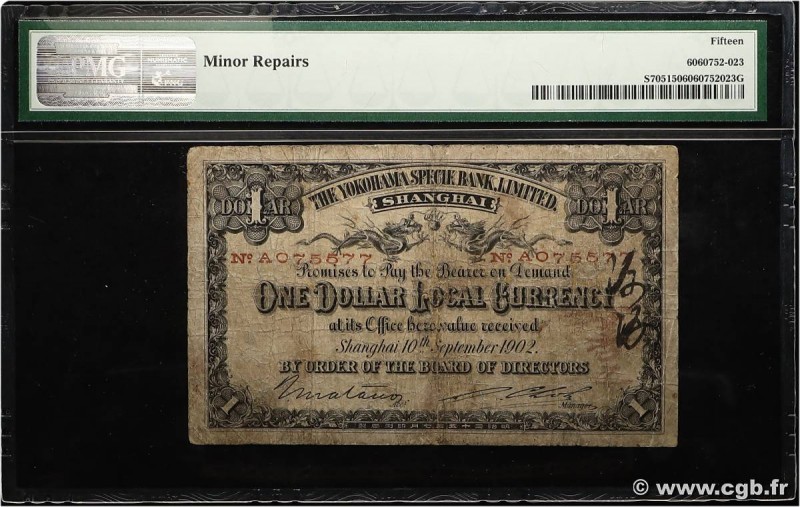 Fifteen
PMG
Minor Repairs
6060752-023
S7051506060752023G
THE YOKOHAMA SPECIE BANK, LIMITED.
SHANGHAI
DOLLAR 1
DOLLAR 1
No A075577
No A075577
Promises to Pay the Bearer on Demand
ONE DOLLAR LOCAL CURRENCY
at its Office here, value received
Shanghai 10th September 1902.
BY ORDER OF THE BOARD OF DIRECTORS
1
Manager.
1
© www.cgb.fr